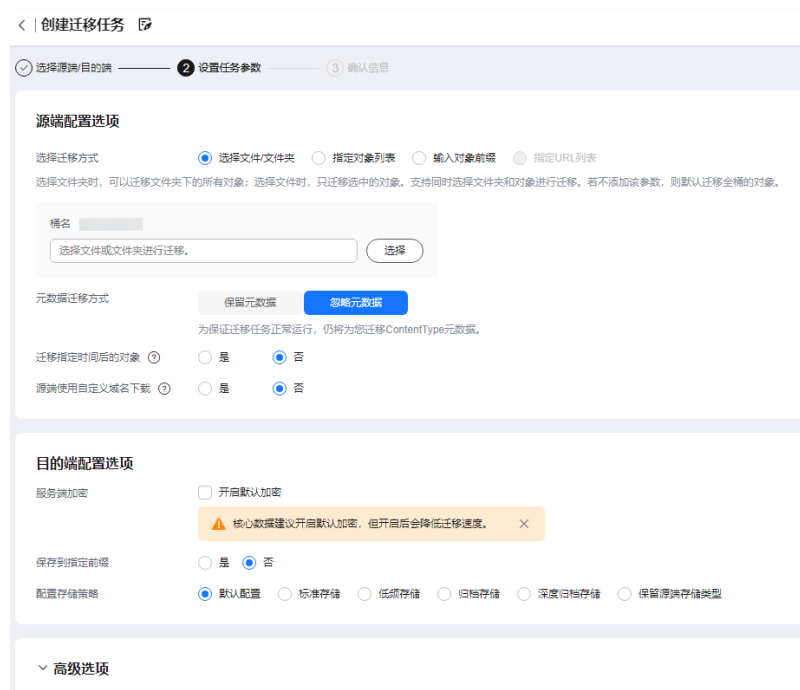 创建迁移任务
选择源端/目的端 2 设置任务参数 3 确认信息
源端配置选项
选择迁移方式 选择文件/文件夹 指定对象列表 输入对象前缀 指定URL列表
选择文件夹时，可以迁移文件夹下的所有对象；选择文件时，只迁移选中的对象。支持同时选择文件夹和对象进行迁移。若不添加该参数，则默认迁移全桶的对象。
桶名
选择文件或文件夹进行迁移。 选择
元数据迁移方式 保留元数据 忽略元数据
为保证迁移任务正常运行，仍将为您迁移ContentType元数据。
迁移指定时间后的对象 ? 是 否
源端使用自定义域名下载 ? 是 否
目的端配置选项
服务端加密 开启默认加密
核心数据建议开启默认加密，但开启后会降低迁移速度。
保存到指定前缀 是 否
配置存储策略 默认配置 标准存储 低频存储 归档存储 深度归档存储 保留源端存储类型
高级选项